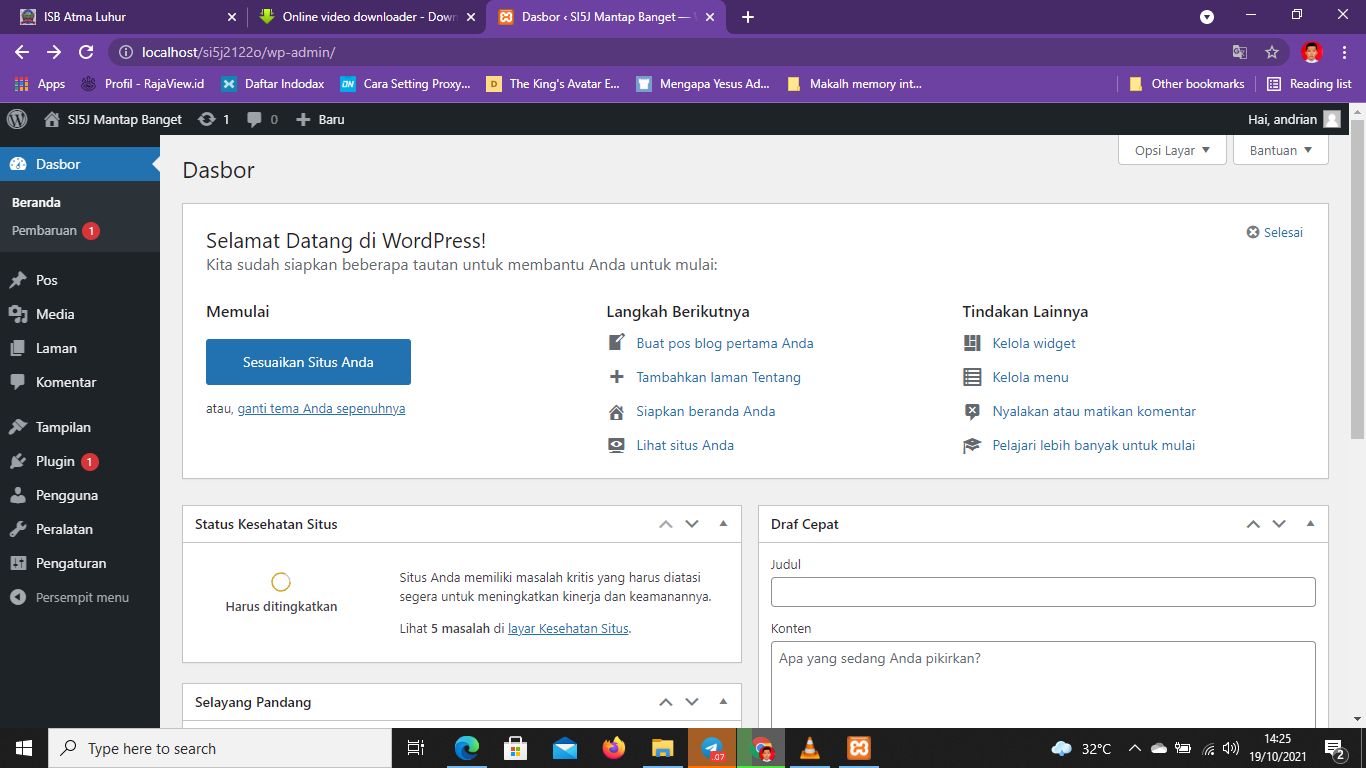 ISB Atma Luhur
Online video downloader - Down
Dasbor ‹ SI5J Mantap Banget —
localhost/si5j2122o/wp-admin/
Apps
Profil - RajaView.id
Daftar Indodax
DN
Cara Setting Proxy...
D
The King's Avatar E...
Mengapa Yesus Ad...
Makalh memory int...
Other bookmarks
Reading list
SI5J Mantap Banget
1
0
Baru
Hai, andrian
Dasbor
Beranda
Pembaruan 1
Pos
Media
Laman
Komentar
Tampilan
Plugin 1
Pengguna
Peralatan
Pengaturan
Persempit menu
Dasbor
Opsi Layar
Bantuan
Selamat Datang di WordPress!
Selesai
Kita sudah siapkan beberapa tautan untuk membantu Anda untuk mulai:
Memulai
Sesuaikan Situs Anda
atau, ganti tema Anda sepenuhnya
Langkah Berikutnya
Buat pos blog pertama Anda
Tambahkan laman Tentang
Siapkan beranda Anda
Lihat situs Anda
Tindakan Lainnya
Kelola widget
Kelola menu
Nyalakan atau matikan komentar
Pelajari lebih banyak untuk mulai
Status Kesehatan Situs
Harus ditingkatkan
Situs Anda memiliki masalah kritis yang harus diatasi
segera untuk meningkatkan kinerja dan keamanannya.
Lihat 5 masalah di layar Kesehatan Situs.
Selayang Pandang
Draf Cepat
Judul
Konten
Apa yang sedang Anda pikirkan?
Type here to search
.07
32°C
14:25
19/10/2021
2